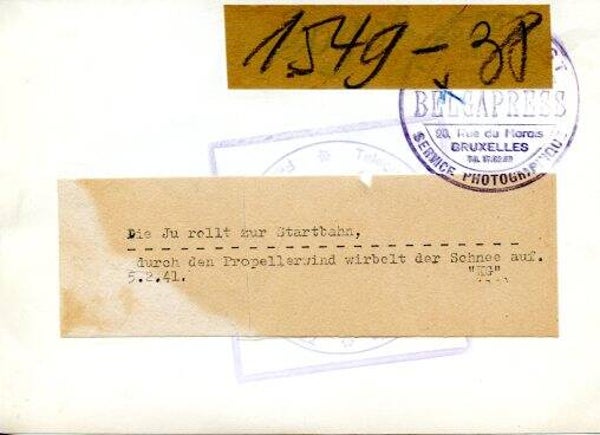 1549-38
BELGAPRESS
20, Rue du Marais
BRUXELLES
SERVICE PHOTOGRAPHIQUE
Die Ju rollt zur Startbahn,
durch den Propellerwind wirbelt der Schnee auf.
5.2.41. "KG"